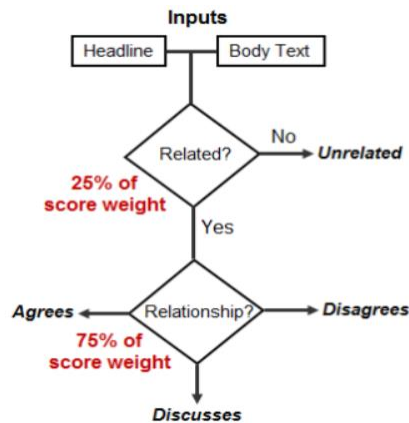 Inputs
Headline
Body Text
Related?
No
Unrelated
25% of
score weight
Yes
Agrees
Relationship?
Disagrees
75% of
score weight
Discusses